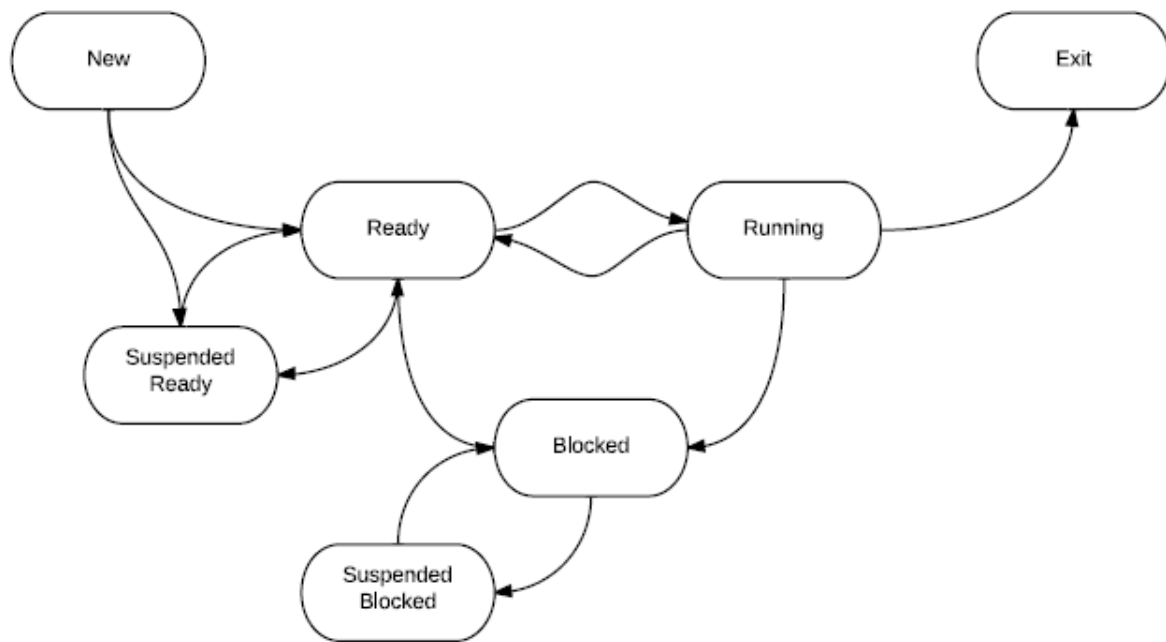 New
Exit
Ready
Running
Suspended
Ready
Blocked
Suspended
Blocked